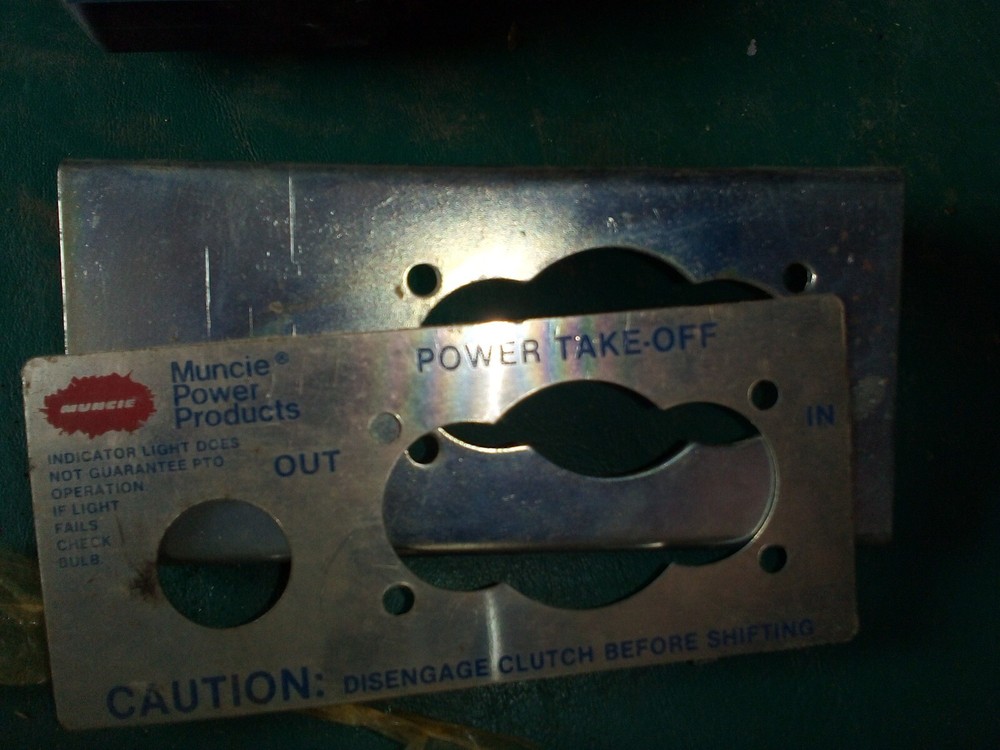 POWER TAKE-OFF
MUNCIE
Muncie®
Power
Products
IN
OUT
INDICATOR LIGHT DOES
NOT GUARANTEE PTO
OPERATION
IF LIGHT
FAILS
CHECK
BULB.
CAUTION: DISENGAGE CLUTCH BEFORE SHIFTING